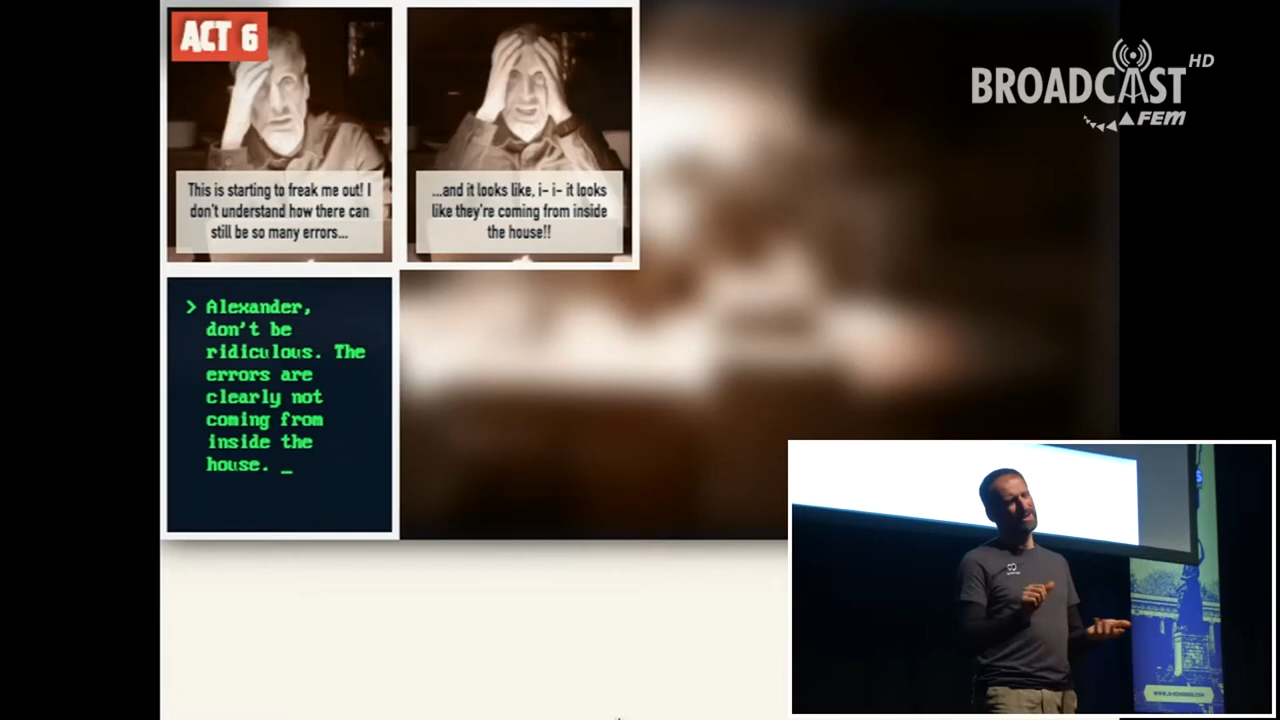 ACT 6
This is starting to freak me out! I
don't understand how there can
still be so many errors...
...and it looks like, i- i- it looks
like they're coming from inside
the house!!
> Alexander,
don't be
ridiculous. The
errors are
clearly not
coming from
inside the
house. _
BROADCAST HD
FEM